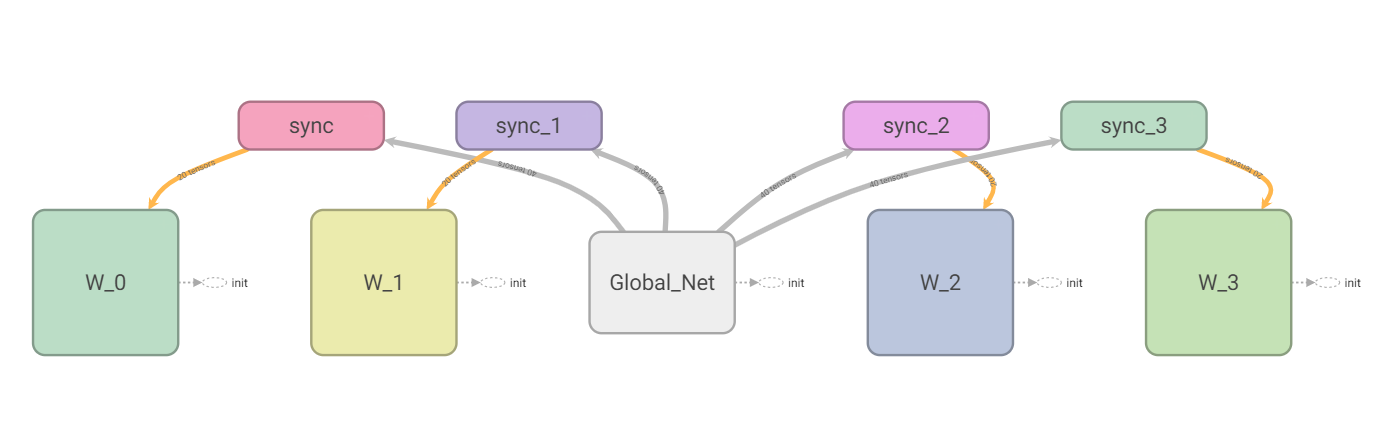 sync
sync_1
sync_2
sync_3
20 tensors
20 tensors
40 tensors
40 tensors
40 tensors
40 tensors
20 tensors
20 tensors
W_0
init
W_1
init
Global_Net
init
W_2
init
W_3
init